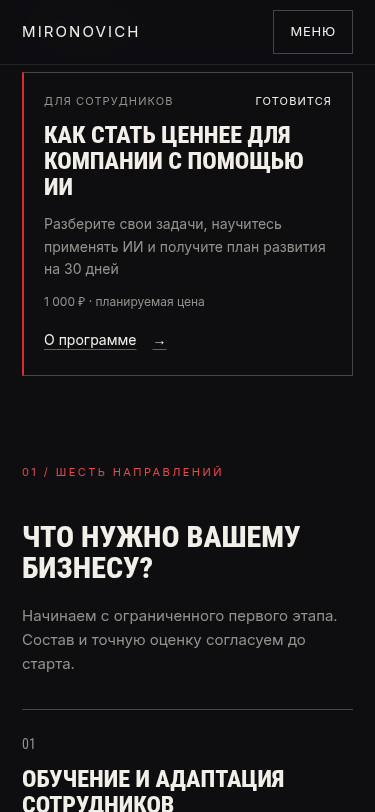 MIRONOVICH
МЕНЮ
ДЛЯ СОТРУДНИКОВ
ГОТОВИТСЯ
КАК СТАТЬ ЦЕННЕЕ ДЛЯ
КОМПАНИИ С ПОМОЩЬЮ
ИИ
Разберите свои задачи, научитесь
применять ИИ и получите план развития
на 30 дней
1 000 ₽ · планируемая цена
О программе →
01 / ШЕСТЬ НАПРАВЛЕНИЙ
ЧТО НУЖНО ВАШЕМУ
БИЗНЕСУ?
Начинаем с ограниченного первого этапа.
Состав и точную оценку согласуем до
старта.
01
ОБУЧЕНИЕ И АДАПТАЦИЯ
СОТРУДНИКОВ